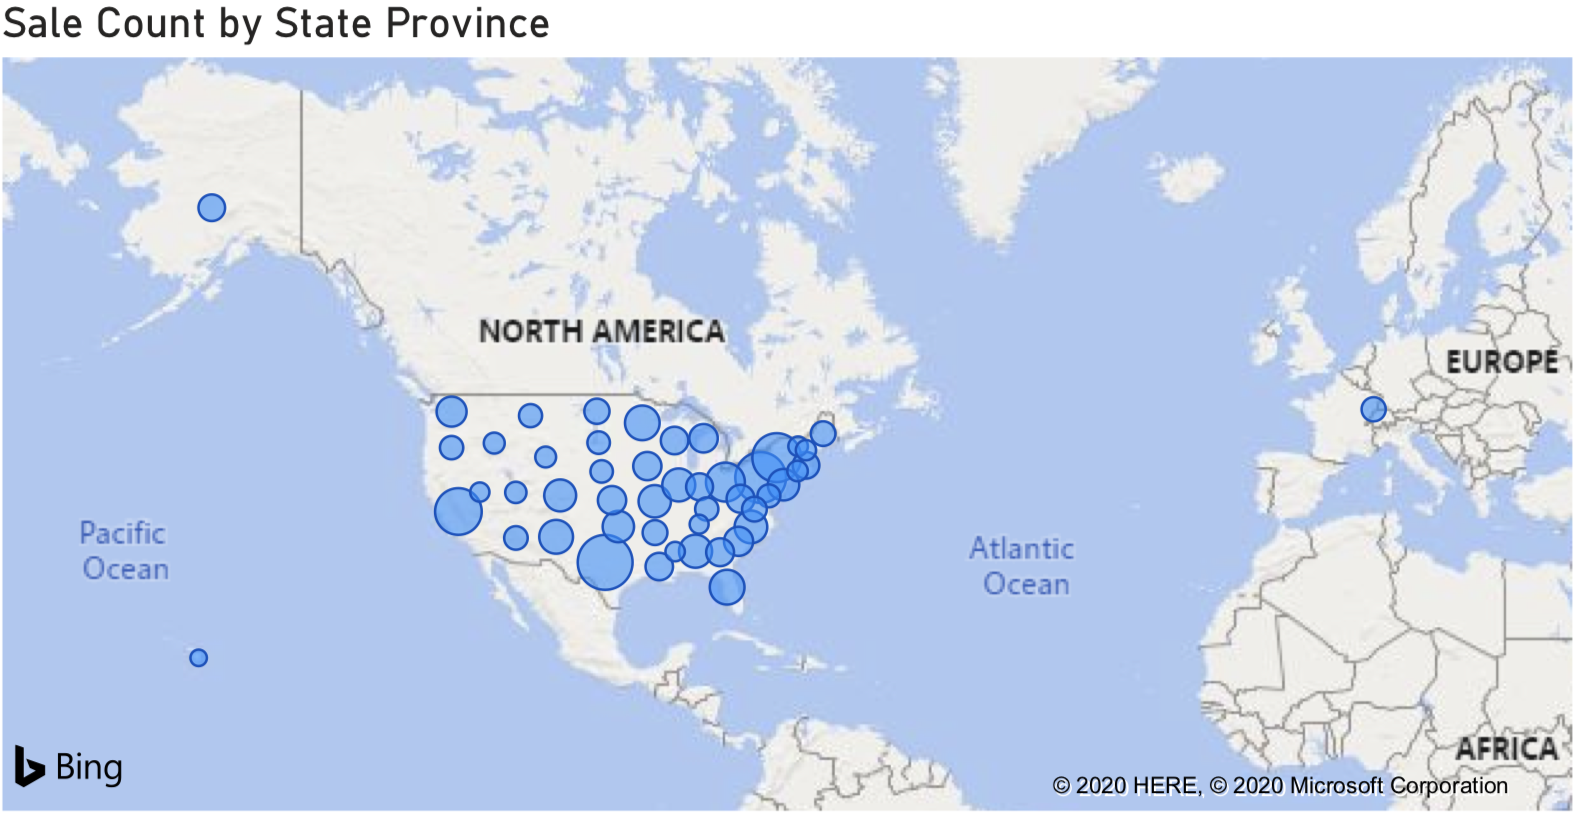 Sale Count by State Province
NORTH AMERICA
EUROPE
Pacific
Ocean
Atlantic
Ocean
AFRICA
Bing
© 2020 HERE, © 2020 Microsoft Corporation